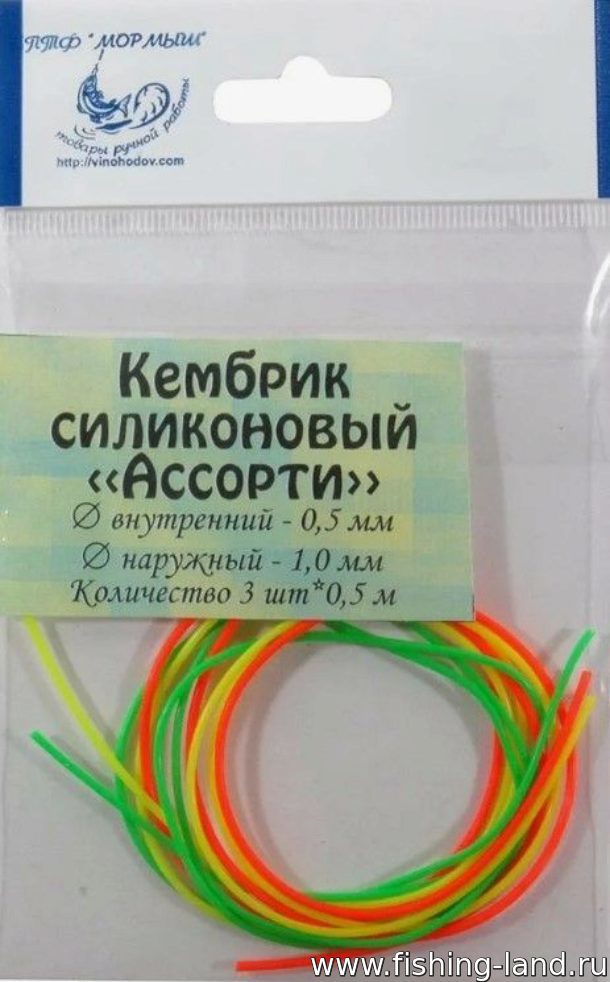 ПТФ "МОРМЫШ"
товары ручной работы
http://vinohodov.com
Кембрик
силиконовый
«Ассорти»
Ø внутренний - 0,5 мм
Ø наружный - 1,0 мм
Количество 3 шт*0,5 м
www.fishing-land.ru